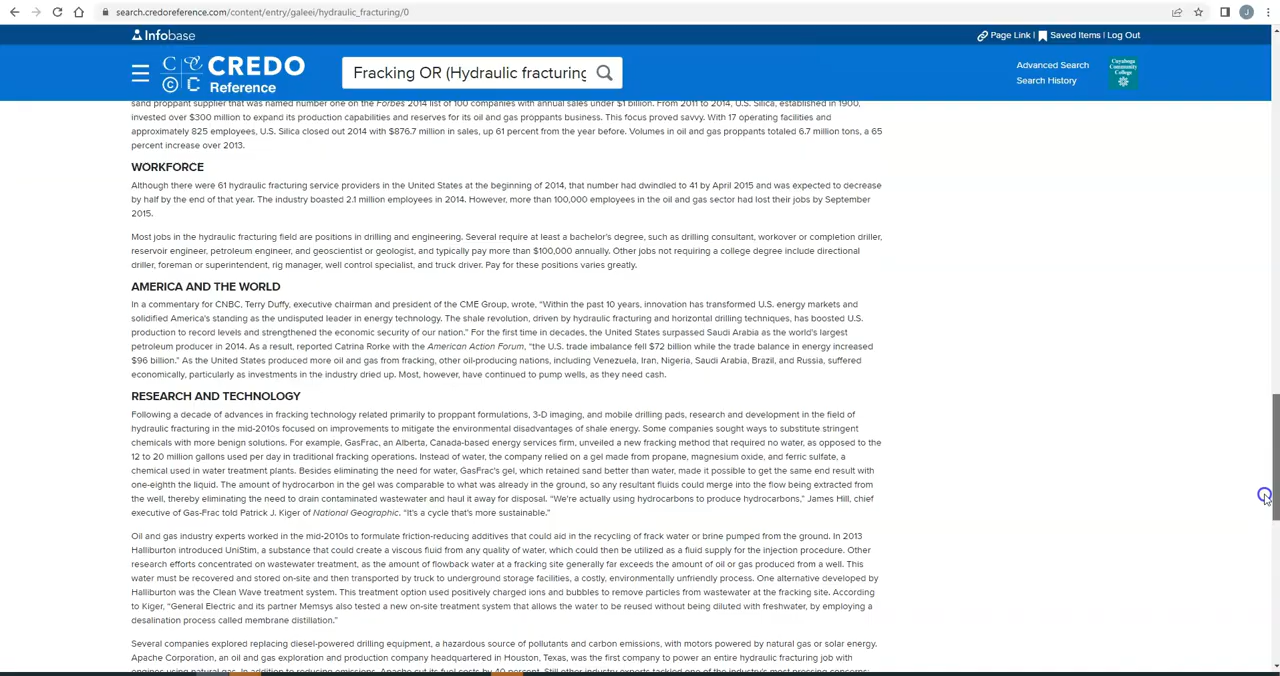 search.credoreference.com/content/entry/galeei/hydraulic_fracturing/0
J
Infobase
Page Link | Saved Items | Log Out
CREDO
Reference
Fracking OR (Hydraulic fracturing
Advanced Search
Search History
Cuyahoga
Community
College
sand proppant supplier that was named number one on the Forbes 2014 list of 100 companies with annual sales under $1 billion. From 2011 to 2014, U.S. Silica, established in 1900,
invested over $300 million to expand its production capabilities and reserves for its oil and gas proppants business. This focus proved savvy. With 17 operating facilities and
approximately 825 employees, U.S. Silica closed out 2014 with $876.7 million in sales, up 61 percent from the year before. Volumes in oil and gas proppants totaled 6.7 million tons, a 65
percent increase over 2013.
WORKFORCE
Although there were 61 hydraulic fracturing service providers in the United States at the beginning of 2014, that number had dwindled to 41 by April 2015 and was expected to decrease
by half by the end of that year. The industry boasted 2.1 million employees in 2014. However, more than 100,000 employees in the oil and gas sector had lost their jobs by September
2015.
Most jobs in the hydraulic fracturing field are positions in drilling and engineering. Several require at least a bachelor's degree, such as drilling consultant, workover or completion driller,
reservoir engineer, petroleum engineer, and geoscientist or geologist, and typically pay more than $100,000 annually. Other jobs not requiring a college degree include directional
driller, foreman or superintendent, rig manager, well control specialist, and truck driver. Pay for these positions varies greatly.
AMERICA AND THE WORLD
In a commentary for CNBC, Terry Duffy, executive chairman and president of the CME Group, wrote, “Within the past 10 years, innovation has transformed U.S. energy markets and
solidified America's standing as the undisputed leader in energy technology. The shale revolution, driven by hydraulic fracturing and horizontal drilling techniques, has boosted U.S.
production to record levels and strengthened the economic security of our nation.” For the first time in decades, the United States surpassed Saudi Arabia as the world's largest
petroleum producer in 2014. As a result, reported Catrina Rorke with the American Action Forum, “the U.S. trade imbalance fell $72 billion while the trade balance in energy increased
$96 billion.” As the United States produced more oil and gas from fracking, other oil-producing nations, including Venezuela, Iran, Nigeria, Saudi Arabia, Brazil, and Russia, suffered
economically, particularly as investments in the industry dried up. Most, however, have continued to pump wells, as they need cash.
RESEARCH AND TECHNOLOGY
Following a decade of advances in fracking technology related primarily to proppant formulations, 3-D imaging, and mobile drilling pads, research and development in the field of
hydraulic fracturing in the mid-2010s focused on improvements to mitigate the environmental disadvantages of shale energy. Some companies sought ways to substitute stringent
chemicals with more benign solutions. For example, GasFrac, an Alberta, Canada-based energy services firm, unveiled a new fracking method that required no water, as opposed to the
12 to 20 million gallons used per day in traditional fracking operations. Instead of water, the company relied on a gel made from propane, magnesium oxide, and ferric sulfate, a
chemical used in water treatment plants. Besides eliminating the need for water, GasFrac's gel, which retained sand better than water, made it possible to get the same end result with
one-eighth the liquid. The amount of hydrocarbon in the gel was comparable to what was already in the ground, so any resultant fluids could merge into the flow being extracted from
the well, thereby eliminating the need to drain contaminated wastewater and haul it away for disposal. “We're actually using hydrocarbons to produce hydrocarbons,” James Hill, chief
executive of Gas-Frac told Patrick J. Kiger of National Geographic. “It's a cycle that's more sustainable.”
Oil and gas industry experts worked in the mid-2010s to formulate friction-reducing additives that could aid in the recycling of frack water or brine pumped from the ground. In 2013
Halliburton introduced UniStim, a substance that could create a viscous fluid from any quality of water, which could then be utilized as a fluid supply for the injection procedure. Other
research efforts concentrated on wastewater treatment, as the amount of flowback water at a fracking site generally far exceeds the amount of oil or gas produced from a well. This
water must be recovered and stored on-site and then transported by truck to underground storage facilities, a costly, environmentally unfriendly process. One alternative developed by
Halliburton was the Clean Wave treatment system. This treatment option used positively charged ions and bubbles to remove particles from wastewater at the fracking site. According
to Kiger, “General Electric and its partner Memsys also tested a new on-site treatment system that allows the water to be reused without being diluted with freshwater, by employing a
desalination process called membrane distillation.”
Several companies explored replacing diesel-powered drilling equipment, a hazardous source of pollutants and carbon emissions, with motors powered by natural gas or solar energy.
Apache Corporation, an oil and gas exploration and production company headquartered in Houston, Texas, was the first company to power an entire hydraulic fracturing job with
engines using natural gas. In addition to reducing emissions, Apache cut its fuel costs by 40 percent. Still other industry experts tackled one of the industry's most pressing concerns: